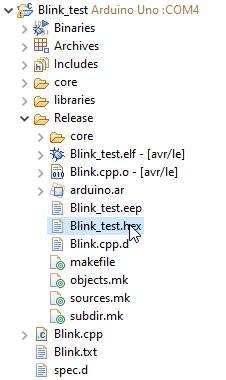 Blink_test Arduino Uno :COM4
Binaries
Archives
Includes
core
libraries
Release
core
Blink_test.elf - [avr/le]
Blink.cpp.o - [avr/le]
arduino.ar
Blink_test.eep
Blink_test.hex
Blink.cpp.d
makefile
objects.mk
sources.mk
subdir.mk
Blink.cpp
Blink.txt
spec.d